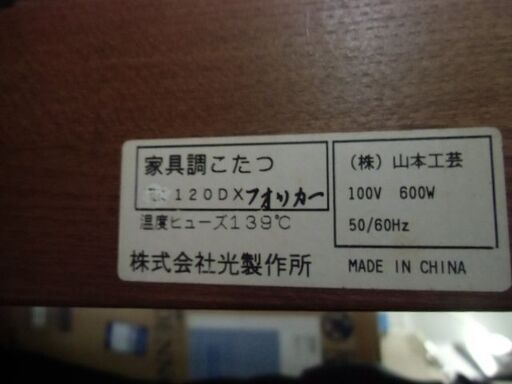 家具調こたつ
120DXフオリカー
温度ヒューズ139℃
株式会社光製作所
(株)山本工芸
100V 600W
50/60Hz
MADE IN CHINA